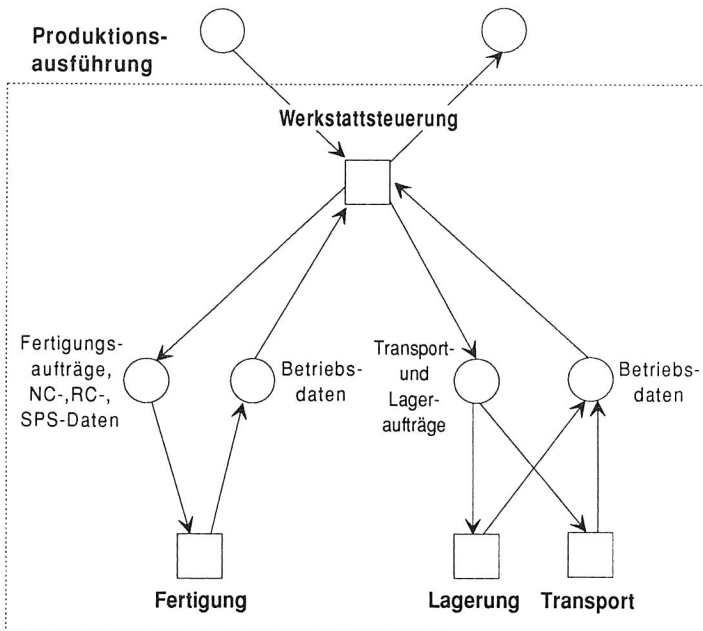 Produktions-
ausführung
Werkstattsteuerung
Fertigungs-
aufträge,
NC-,RC-,
SPS-Daten
Betriebs-
daten
Transport-
und
Lager-
aufträge
Betriebs-
daten
Fertigung
Lagerung
Transport